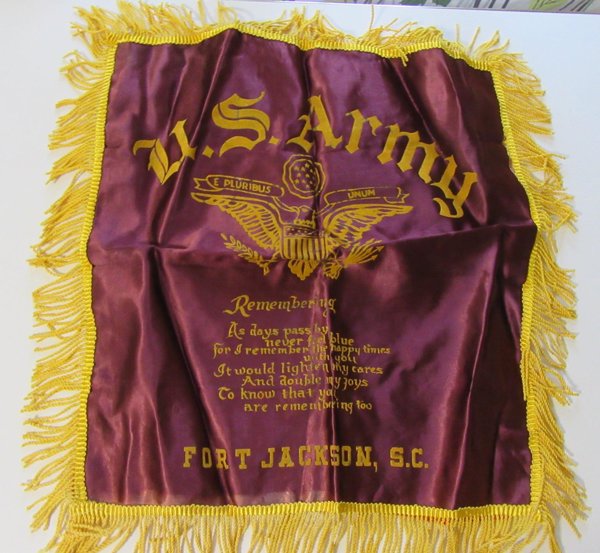 U.S. Army
E PLURIBUS UNUM
Remembering
As days pass by
never feel blue
for I remember the happy times
with you
It would lighten my cares
And double my joys
To know that you
are remembering too
FORT JACKSON, S.C.